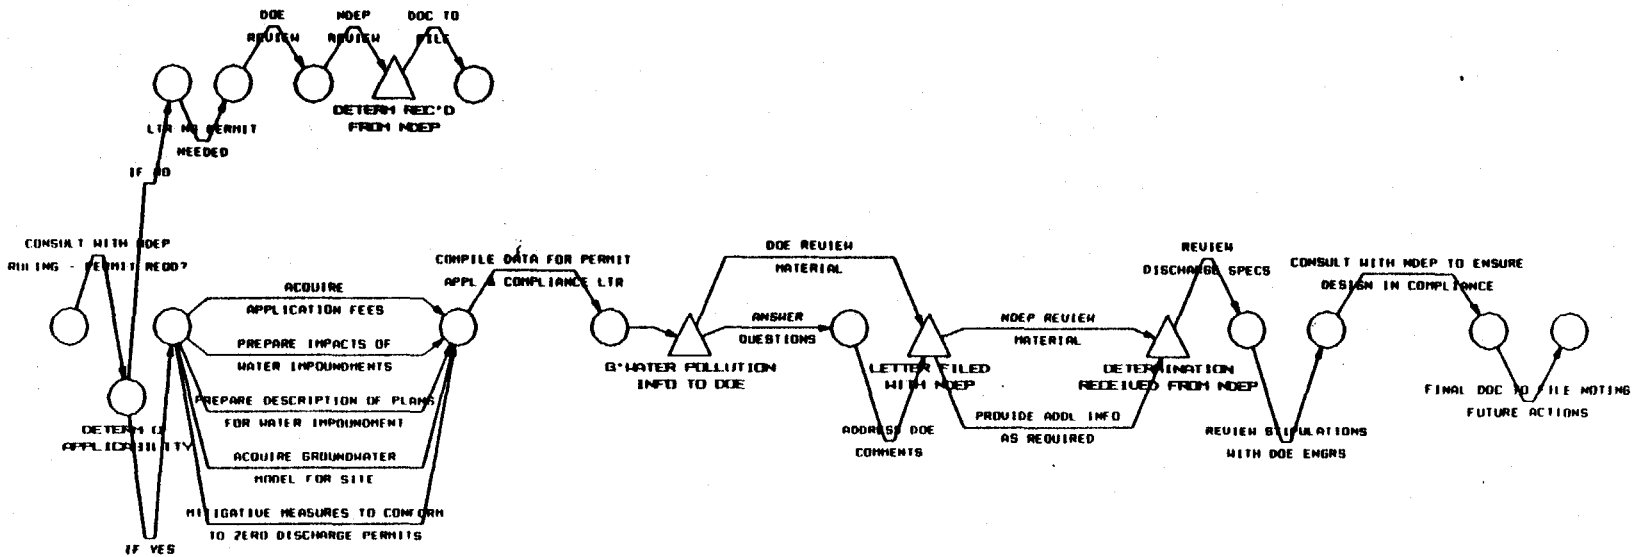 DOE
REVIEW
NDEP
REVIEW
DOC TO
FILE
DETERM REC'D
FROM NDEP
LTR NO PERMIT
NEEDED
IF NO
CONSULT WITH NDEP
RULING - PERMIT REQD?
DETERM OF
APPLICABILITY
IF YES
ACQUIRE
APPLICATION FEES
PREPARE IMPACTS OF
WATER IMPOUNDMENTS
PREPARE DESCRIPTION OF PLANS
FOR WATER IMPOUNDMENT
ACQUIRE GROUNDWATER
MODEL FOR SITE
MITIGATIVE MEASURES TO CONFORM
TO ZERO DISCHARGE PERMITS
COMPILE DATA FOR PERMIT
APPL & COMPLIANCE LTR
G'WATER POLLUTION
INFO TO DOE
DOE REVIEW
MATERIAL
ANSWER
QUESTIONS
ADDRESS DOE
COMMENTS
LETTER FILED
WITH NDEP
NDEP REVIEW
MATERIAL
PROVIDE ADDL INFO
AS REQUIRED
DETERMINATION
RECEIVED FROM NDEP
REVIEW
DISCHARGE SPECS
REVIEW STIPULATIONS
WITH DOE ENGRS
CONSULT WITH NDEP TO ENSURE
DESIGN IN COMPLIANCE
FINAL DOC TO FILE NOTING
FUTURE ACTIONS